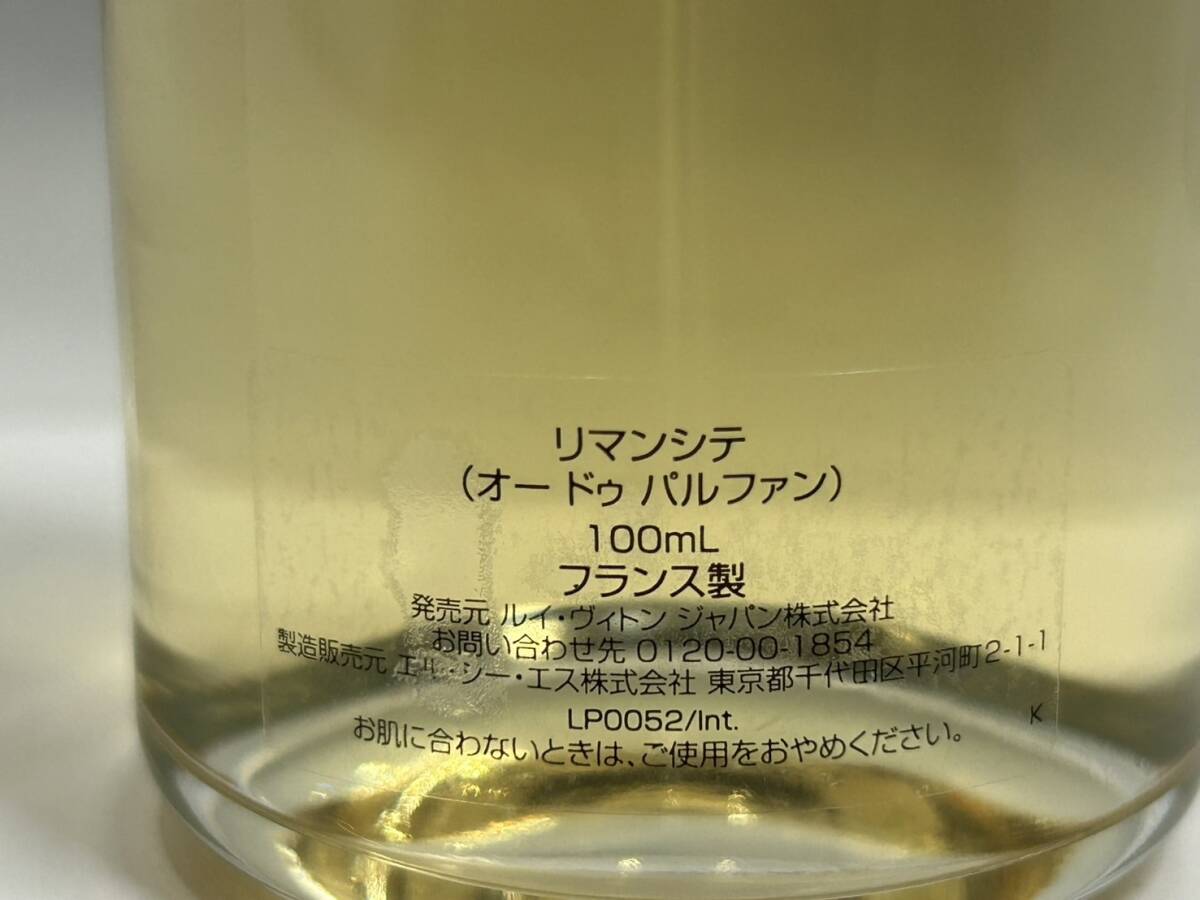 リマンシテ
(オー ドゥ パルファン)
100mL
フランス製
発売元 ルイ・ヴィトン ジャパン株式会社
お問い合わせ先 0120-00-1854
製造販売元 エル・シー・エス株式会社 東京都千代田区平河町2-1-1
LP0052/Int.
K
お肌に合わないときは、ご使用をおやめください。